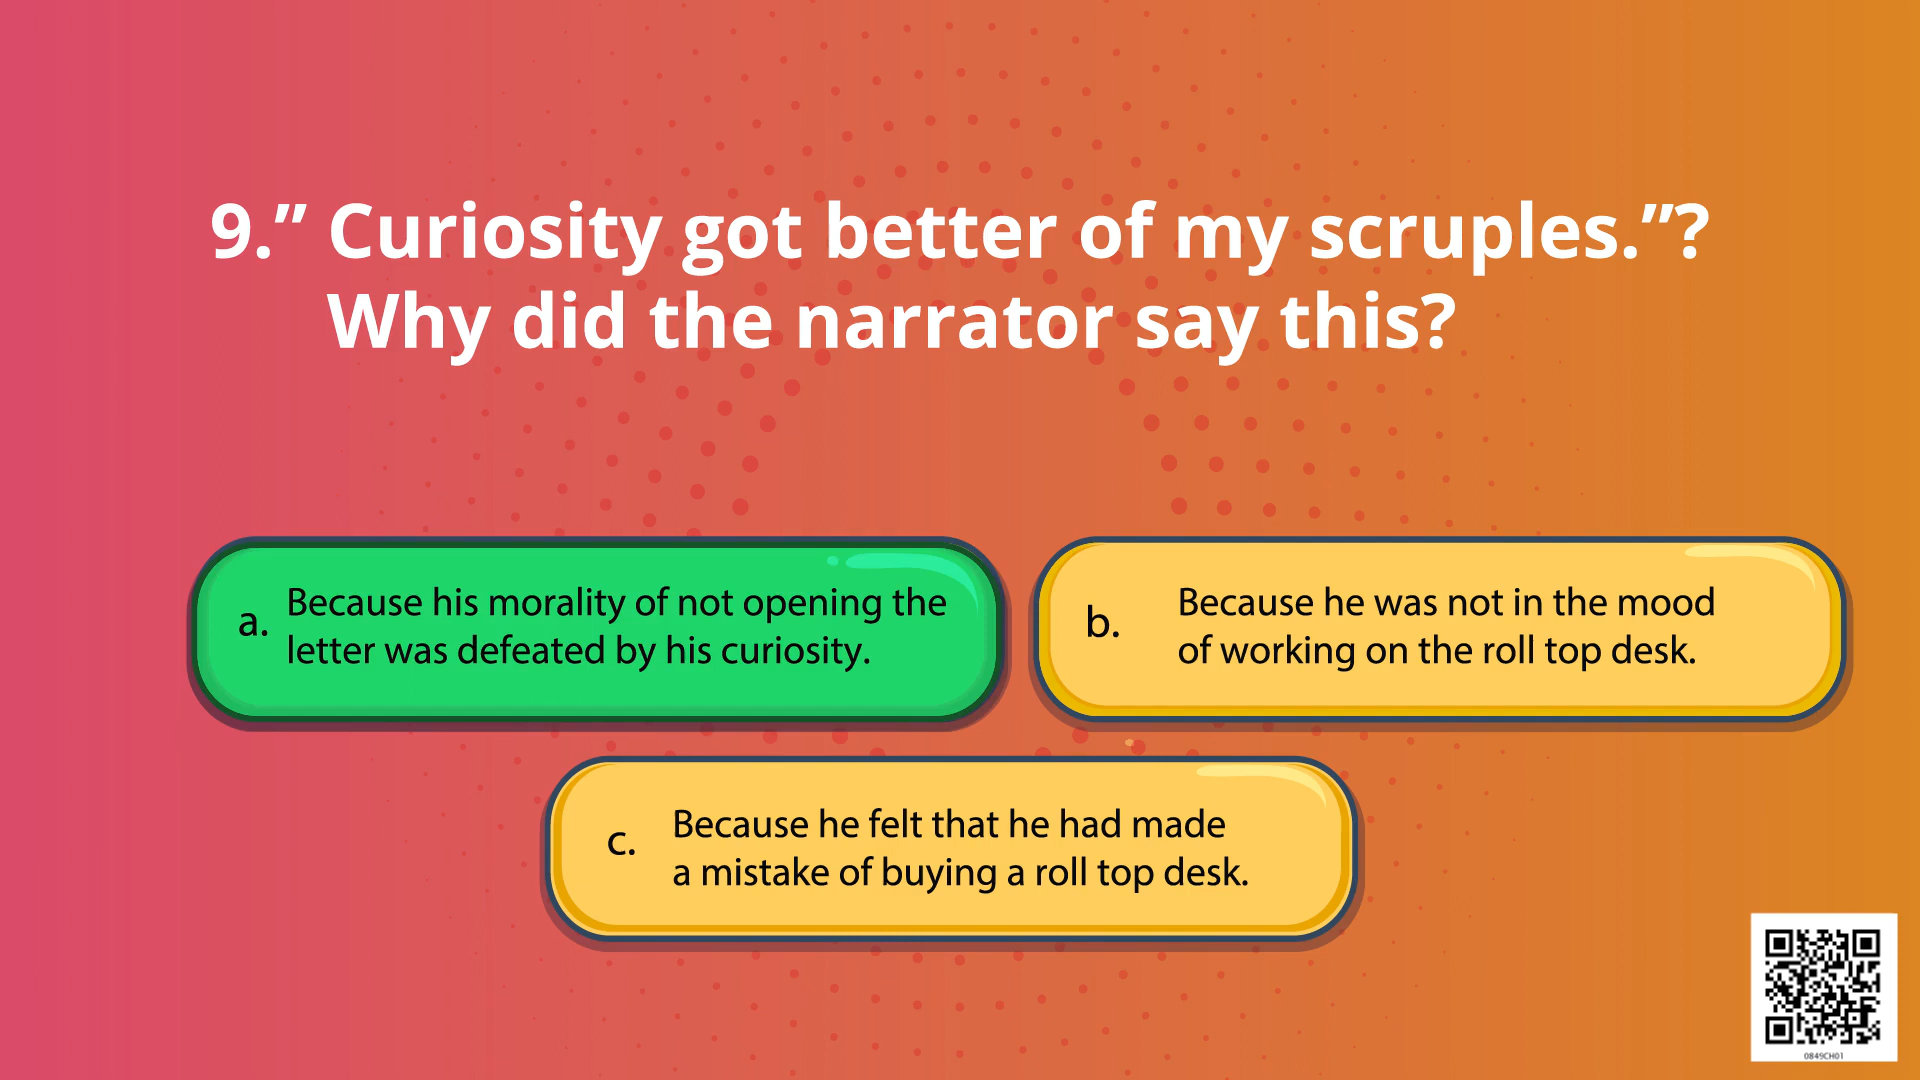 9.” Curiosity got better of my scruples.”?
Why did the narrator say this?
a. Because his morality of not opening the
letter was defeated by his curiosity.
b. Because he was not in the mood
of working on the roll top desk.
c. Because he felt that he had made
a mistake of buying a roll top desk.
0849CH01